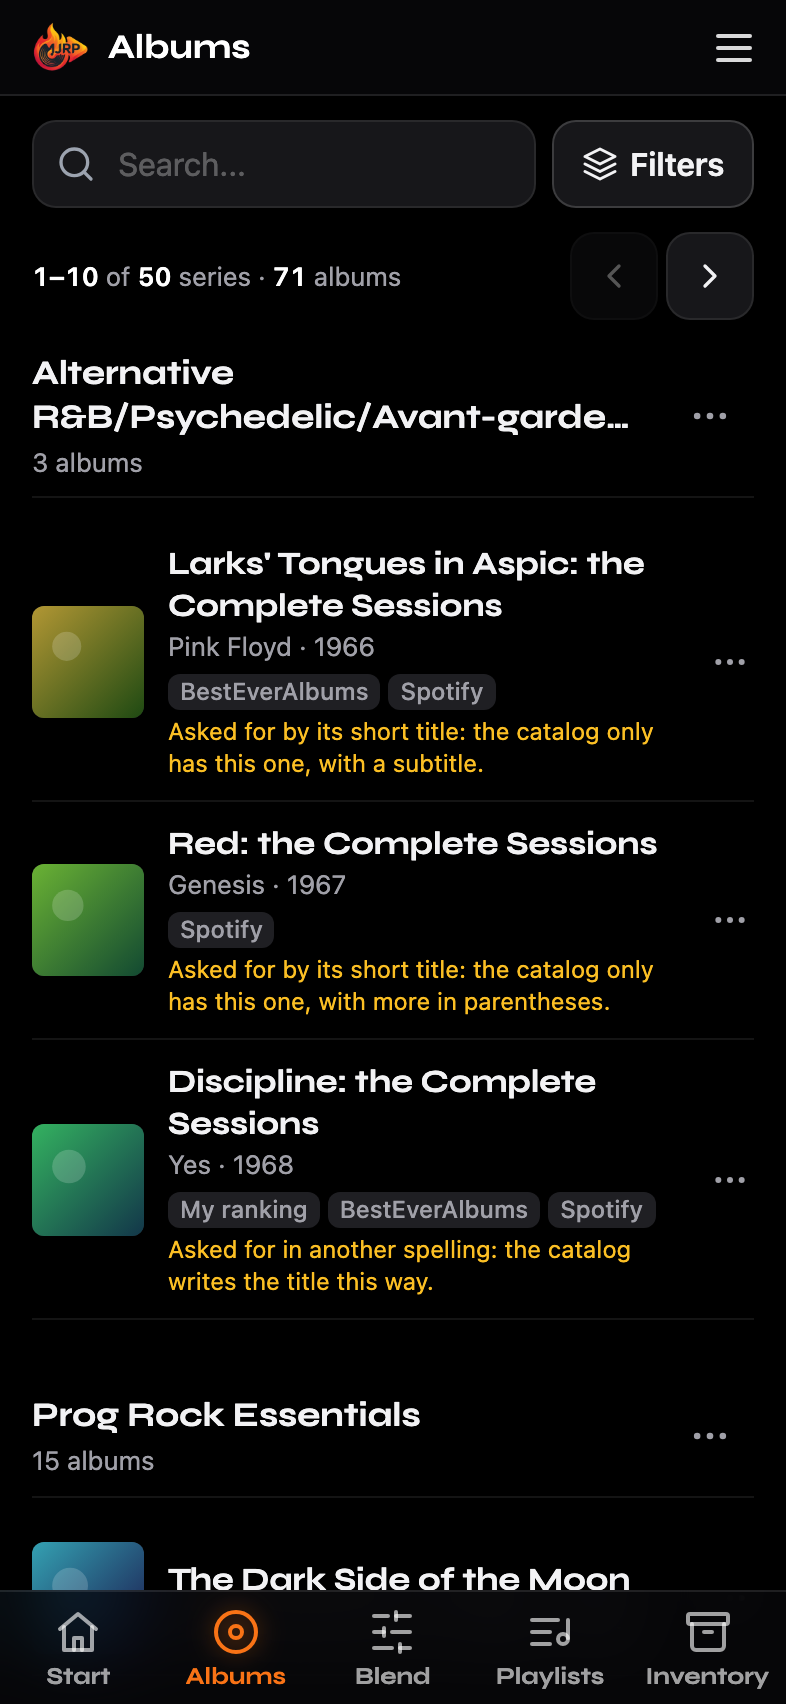 MJRP
Albums
Search...
Filters
1–10 of 50 series · 71 albums
Alternative
R&B/Psychedelic/Avant-garde...
3 albums
Larks' Tongues in Aspic: the
Complete Sessions
Pink Floyd · 1966
BestEverAlbums Spotify
Asked for by its short title: the catalog only
has this one, with a subtitle.
Red: the Complete Sessions
Genesis · 1967
Spotify
Asked for by its short title: the catalog only
has this one, with more in parentheses.
Discipline: the Complete
Sessions
Yes · 1968
My ranking BestEverAlbums Spotify
Asked for in another spelling: the catalog
writes the title this way.
Prog Rock Essentials
15 albums
The Dark Side of the Moon
Start Albums Blend Playlists Inventory